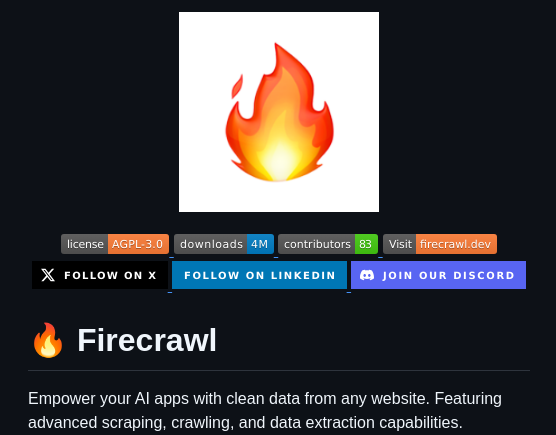 license AGPL-3.0 downloads 4M contributors 83 Visit firecrawl.dev
FOLLOW ON X FOLLOW ON LINKEDIN JOIN OUR DISCORD
🔥 Firecrawl
Empower your AI apps with clean data from any website. Featuring
advanced scraping, crawling, and data extraction capabilities.